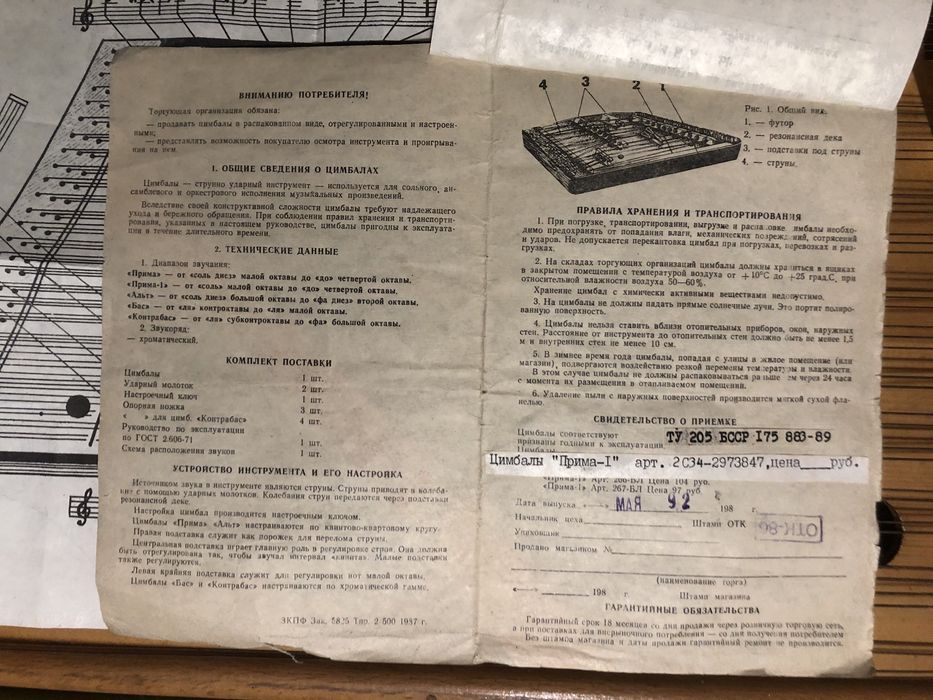 ВНИМАНИЮ ПОТРЕБИТЕЛЯ!
Торгующая организация обязана:
— продавать цимбалы в распакованном виде, отрегулированными и настроен-
ными;
— представлять возможность покупателю осмотра инструмента и проигрыва-
ния на нем.
1. ОБЩИЕ СВЕДЕНИЯ О ЦИМБАЛАХ
Цимбалы — струнно ударный инструмент — используется для сольного, ан-
самблевого и оркестрового исполнения музыкальных произведений.
Вследствие своей конструктивной сложности цимбалы требуют надлежащего
ухода и бережного обращения. При соблюдении правил хранения и транспорти-
рования, указанных в настоящем руководстве, цимбалы пригодны к эксплуата-
ции в течение длительного времени.
2. ТЕХНИЧЕСКИЕ ДАННЫЕ
1. Диапазон звучания:
«Прима» — от «соль диез» малой октавы до «до» четвертой октавы,
«Прима-1» — от «соль» малой октавы до «до» четвертой октавы,
«Альт» — от «соль диез» большой октавы до «фа диез» второй октавы,
«Бас» — от «ля» контроктавы до «ля» малой октавы.
«Контрабас» — от «ля» субконтроктавы до «фа» большой октавы.
2. Звукоряд:
— хроматический.
КОМПЛЕКТ ПОСТАВКИ
Цимбалы 1 шт.
Ударный молоток 2 шт.
Настроечный ключ 1 шт.
Опорная ножка 3 шт.
« » для цимб. «Контрабас» 4 шт.
Руководство по эксплуатации
по ГОСТ 2.606-71 1 шт.
Схема расположения звуков 1 шт.
УСТРОЙСТВО ИНСТРУМЕНТА И ЕГО НАСТРОЙКА
Источником звука в инструменте являются струны. Струны приводят в колеба-
ние с помощью ударных молотков. Колебания струн передаются через подставки
резонансной деке.
Настройка цимбал производится настроечным ключом.
Цимбалы «Прима» «Альт» настраиваются по квинтово-квартовому кругу.
Правая подставка служит как порожек для перелома струны.
Центральная подставка играет главную роль в регулировке строя. Она должна
быть отрегулирована так, чтобы звучал интервал «квинта». Малые подставки
также регулируются.
Левая крайняя подставка служит для регулировки нот малой октавы.
Цимбалы «Бас» и «Контрабас» настраиваются по хроматической гамме.
ЗКПФ Зак. 5825 Тир. 2 500 1987 г.
4 3 2 1
Рис. 1. Общий вид.
1. — футор
2. — резонансная дека
3. — подставки под струны
4. — струны.
ПРАВИЛА ХРАНЕНИЯ И ТРАНСПОРТИРОВАНИЯ
1. При погрузке, транспортировании, выгрузке и распаковке цимбалы необхо-
димо предохранять от попадания влаги, механических повреждений, сотрясений
и ударов. Не допускается перекантовка цимбал при погрузках, перевозках и раз-
грузках.
2. На складах торгующих организаций цимбалы должны храниться в ящиках
в закрытом помещении с температурой воздуха от +10°С до +25 град.С, при
относительной влажности воздуха 50—60%.
Хранение цимбал с химически активными веществами недопустимо.
3. На цимбалы не должны падать прямые солнечные лучи. Это портит полиро-
ванную поверхность.
4. Цимбалы нельзя ставить вблизи отопительных приборов, окон, наружных
стен. Расстояние от инструмента до отопительных стен должно быть не менее 1,5
м и внутренних стен не менее 10 см.
5. В зимнее время года цимбалы, попадая с улицы в жилое помещение (или
магазин), подвергаются воздействию резкой перемены температуры и влажности.
В этом случае цимбалы не должны распаковываться раньше чем через 24 часа
с момента их размещения в отапливаемом помещении.
6. Удаление пыли с наружных поверхностей производится мягкой сухой фла-
нелью.
СВИДЕТЕЛЬСТВО О ПРИЕМКЕ
Цимбалы соответствуют ТУ 205 БССР 175 883-89
признаны годными к эксплуатации.
Цимбалы
Цимбалы "Прима-I" арт. 2С34-2973847,цена___руб.
«Прима-1» Арт. 266-БЛ Цена 104 руб.
«Прима-1» Арт. 267-БЛ Цена 97 руб.
Дата выпуска «—» МАЯ 92 198 г.
Начальник цеха Штамп ОТК ОТК-86
Упаковщик
Продано магазином №
(наименование торга)
«—» 198 г. Штамп магазина
ГАРАНТИЙНЫЕ ОБЯЗАТЕЛЬСТВА
Гарантийный срок 18 месяцев со дня продажи через розничную торговую сеть,
а при поставках для внерыночного потребления — со дня получения потребителем
Без штампа магазина и даты продажи гарантийный ремонт не производится.